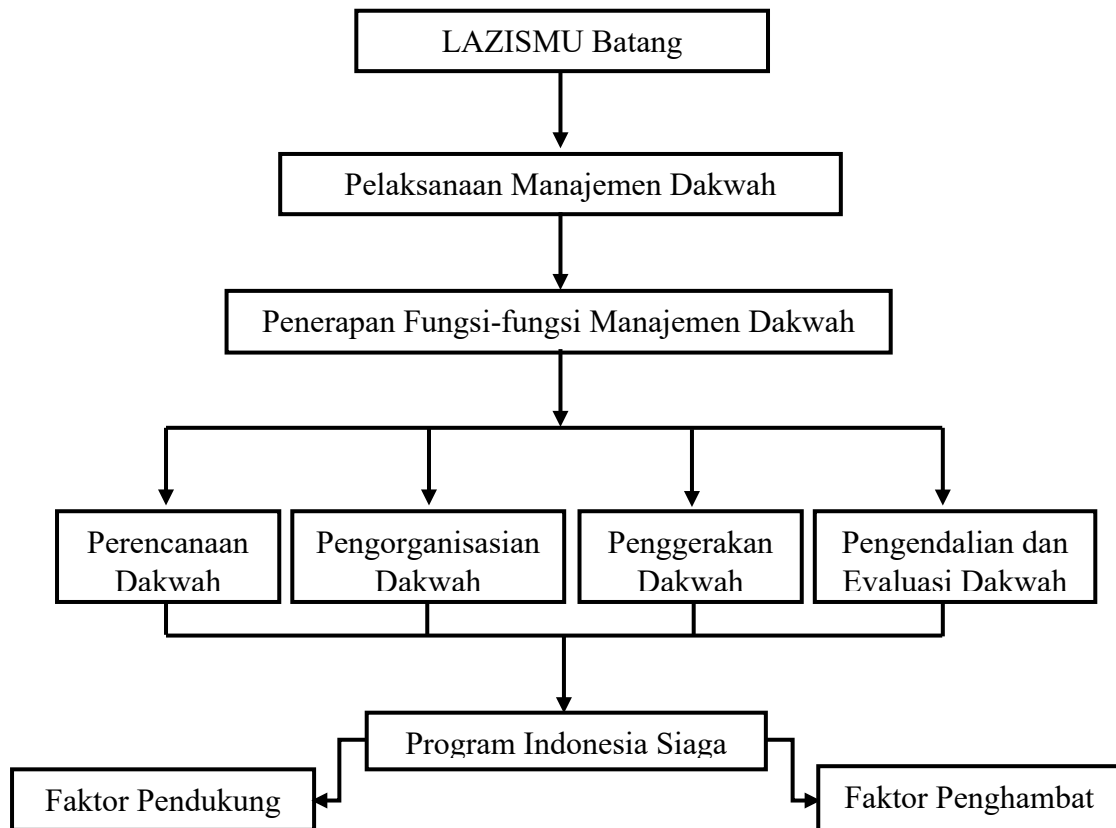 LAZISMU Batang
Pelaksanaan Manajemen Dakwah
Penerapan Fungsi-fungsi Manajemen Dakwah
Perencanaan
Dakwah
Pengorganisasian
Dakwah
Penggerakan
Dakwah
Pengendalian dan
Evaluasi Dakwah
Program Indonesia Siaga
Faktor Pendukung
Faktor Penghambat